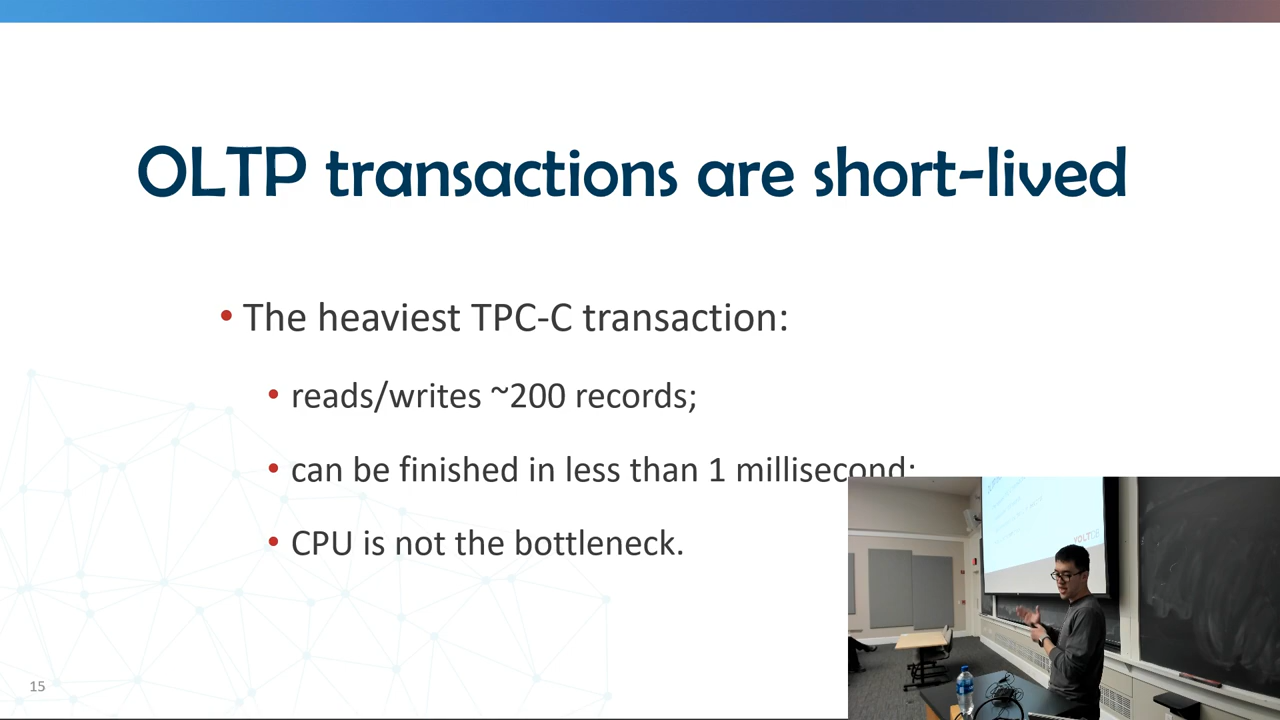 OLTP transactions are short-lived
• The heaviest TPC-C transaction:
• reads/writes ~200 records;
• can be finished in less than 1 millisecond;
• CPU is not the bottleneck.
15